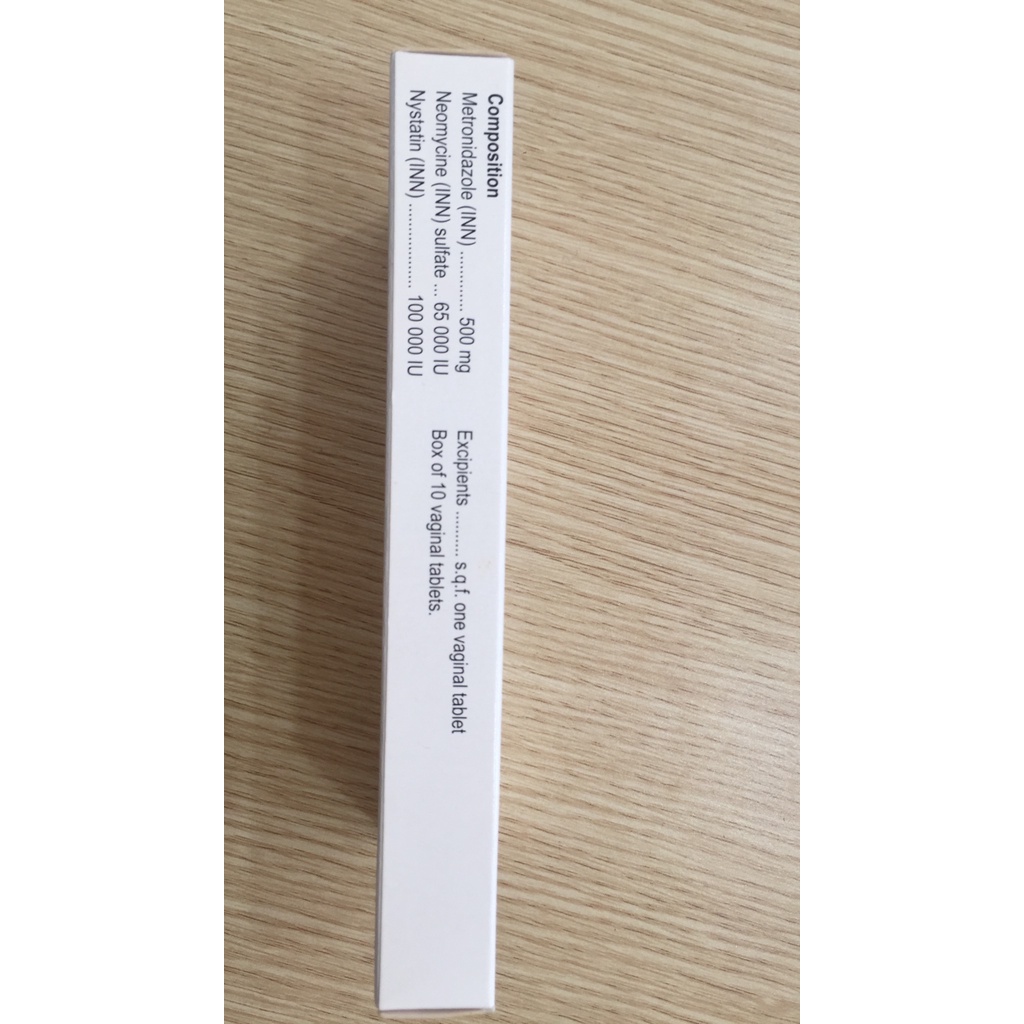 Composition
Metronidazole (INN) ............. 500 mg
Neomycine (INN) sulfate ... 65 000 IU
Nystatin (INN) .................. 100 000 IU
Excipients .......... s.q.f. one vaginal tablet
Box of 10 vaginal tablets.